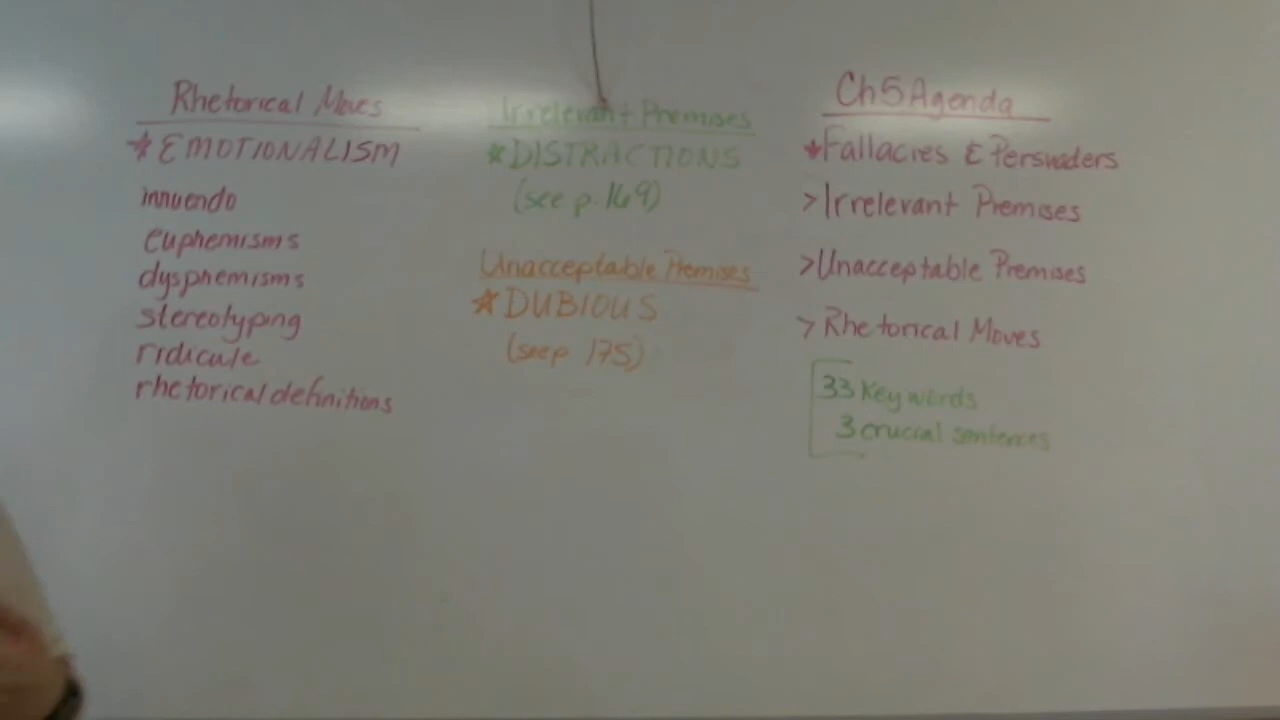 Rhetorical Moves
* EMOTIONALISM
innuendo
euphemisms
dysphemisms
stereotyping
ridicule
rhetorical definitions
Irrelevant Premises
* DISTRACTIONS
(see p. 169)
Unacceptable Premises
* DUBIOUS
(see p 175)
Ch 5 Agenda
* Fallacies & Persuaders
> Irrelevant Premises
> Unacceptable Premises
> Rhetorical Moves
33 Key words
3 crucial sentences